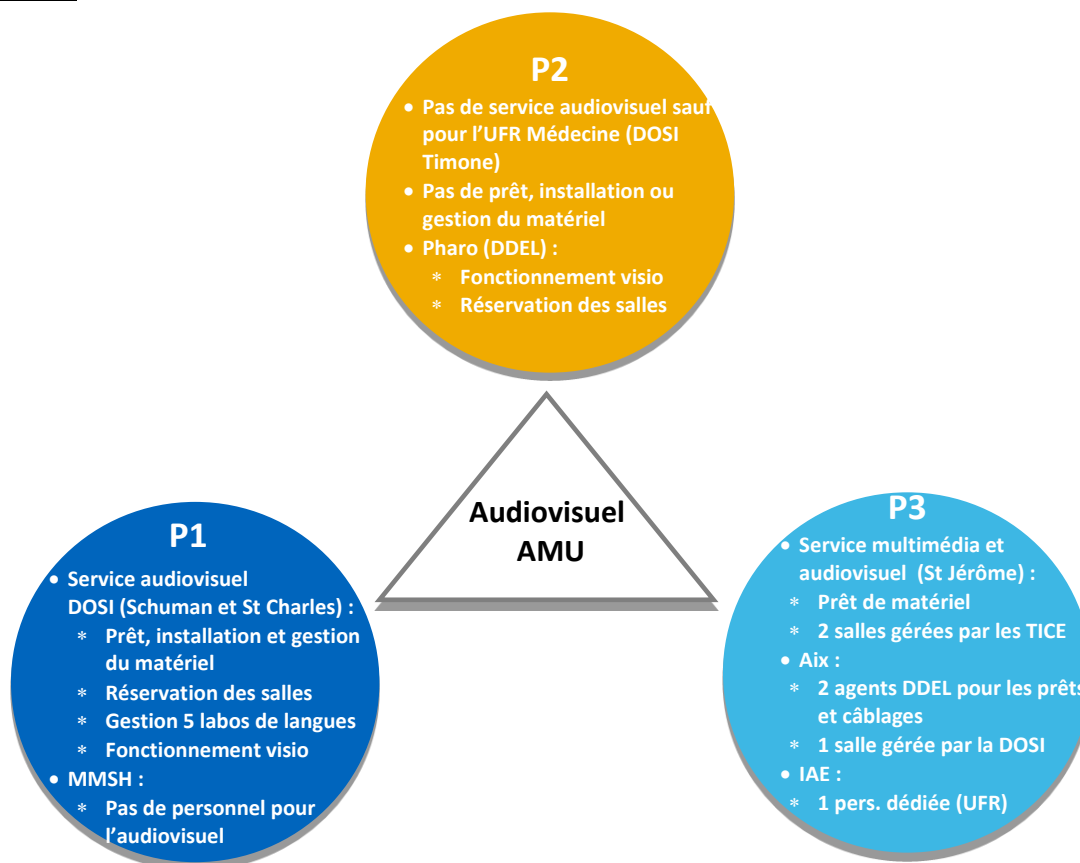 P2
• Pas de service audiovisuel sauf
pour l’UFR Médecine (DOSI
Timone)
• Pas de prêt, installation ou
gestion du matériel
• Pharo (DDEL) :
* Fonctionnement visio
* Réservation des salles
Audiovisuel
AMU
P1
• Service audiovisuel
DOSI (Schuman et St Charles) :
* Prêt, installation et gestion
du matériel
* Réservation des salles
* Gestion 5 labos de langues
* Fonctionnement visio
• MMSH :
* Pas de personnel pour
l’audiovisuel
P3
• Service multimédia et
audiovisuel (St Jérôme) :
* Prêt de matériel
* 2 salles gérées par les TICE
• Aix :
* 2 agents DDEL pour les prêts
et câblages
* 1 salle gérée par la DOSI
• IAE :
* 1 pers. dédiée (UFR)